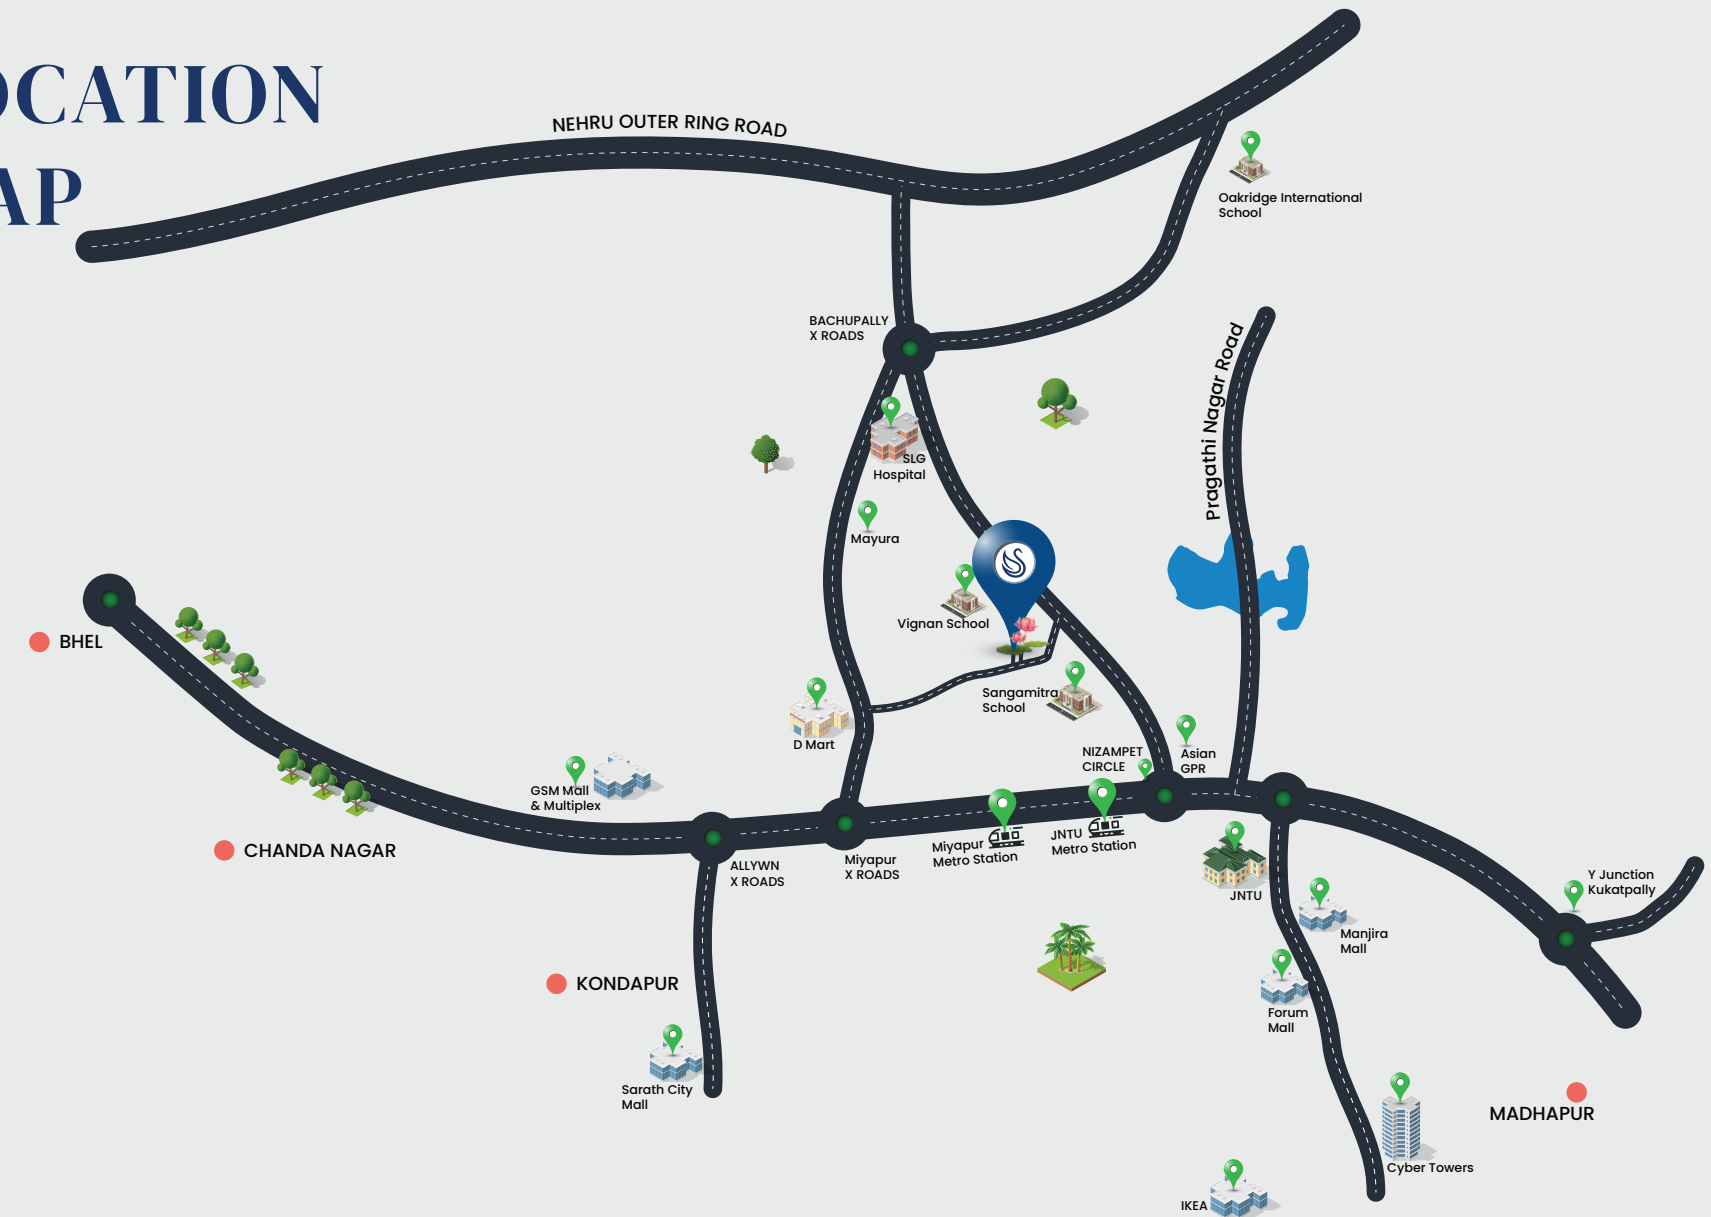 OCATION
AP
NEHRU OUTER RING ROAD
Oakridge International
School
BACHUPALLY
X ROADS
Pragathi Nagar Road
SLG
Hospital
Mayura
Vignan School
BHEL
Sangamitra
School
D Mart
NIZAMPET
CIRCLE
Asian
GPR
GSM Mall
& Multiplex
CHANDA NAGAR
ALLYWN
X ROADS
Miyapur
X ROADS
Miyapur
Metro Station
JNTU
Metro Station
JNTU
Y Junction
Kukatpally
Manjira
Mall
KONDAPUR
Forum
Mall
Sarath City
Mall
MADHAPUR
Cyber Towers
IKEA